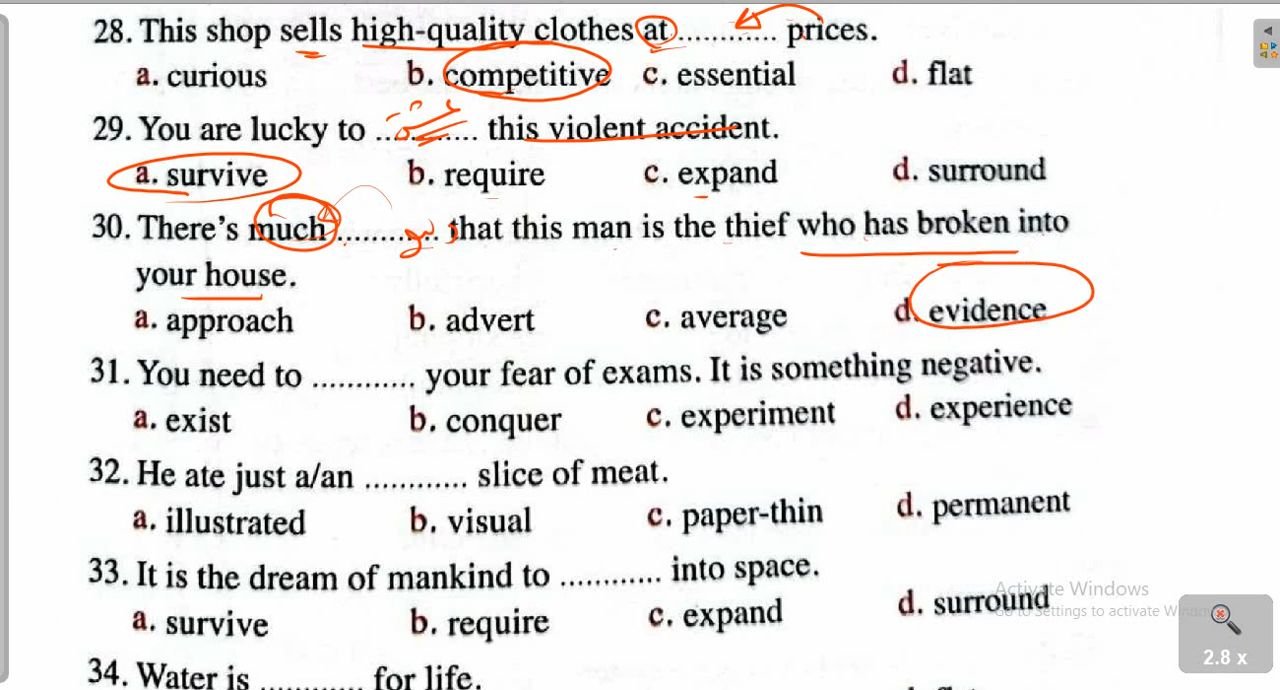 28. This shop sells high-quality clothes at ............ prices.
a. curious b. competitive c. essential d. flat
29. You are lucky to ............ this violent accident.
a. survive b. require c. expand d. surround
30. There's much ............ that this man is the thief who has broken into
your house.
a. approach b. advert c. average d. evidence
31. You need to ............ your fear of exams. It is something negative.
a. exist b. conquer c. experiment d. experience
32. He ate just a/an ............ slice of meat.
a. illustrated b. visual c. paper-thin d. permanent
33. It is the dream of mankind to ............ into space.
a. survive b. require c. expand d. surround
Activate Windows
Go to Settings to activate
2.8 x
34. Water is ............ for life.